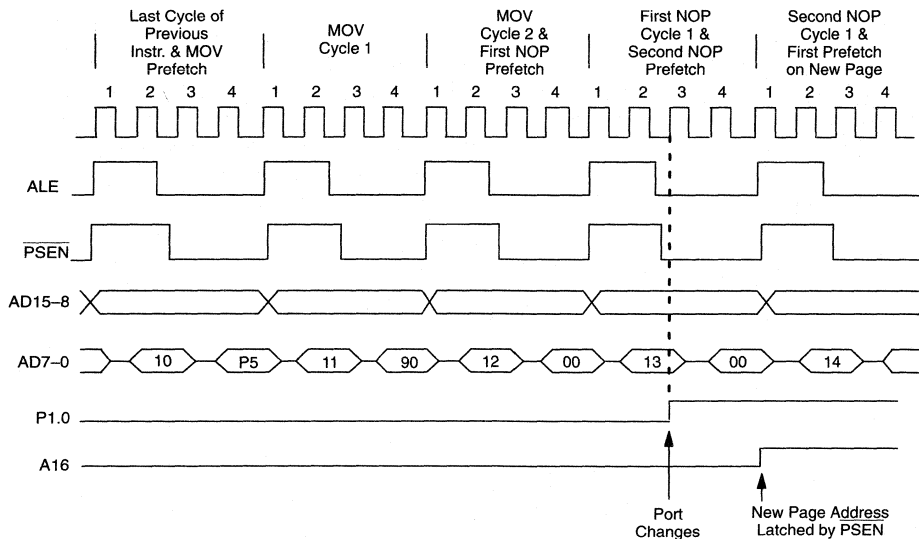 Last Cycle of
Previous
Instr. & MOV
Prefetch
MOV
Cycle 1
MOV
Cycle 2 &
First NOP
Prefetch
First NOP
Cycle 1 &
Second NOP
Prefetch
Second NOP
Cycle 1 &
First Prefetch
on New Page
1 2 3 4 1 2 3 4 1 2 3 4 1 2 3 4 1 2 3 4
ALE
PSEN
AD15–8
AD7–0 10 P5 11 90 12 00 13 00 14
P1.0
A16
Port
Changes
New Page Address
Latched by PSEN